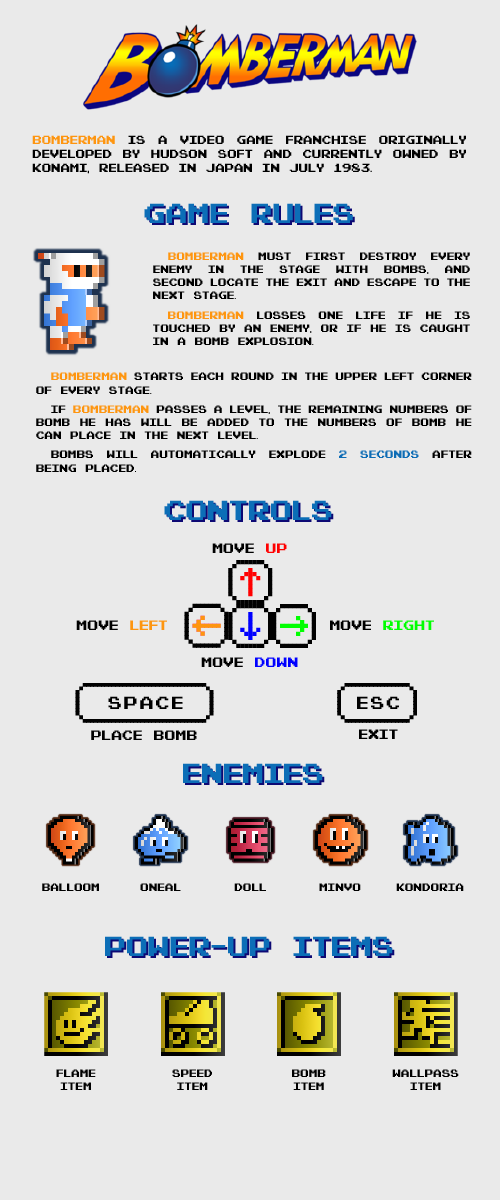 BOMBERMAN
BOMBERMAN IS A VIDEO GAME FRANCHISE ORIGINALLY
DEVELOPED BY HUDSON SOFT AND CURRENTLY OWNED BY
KONAMI, RELEASED IN JAPAN IN JULY 1983.
GAME RULES
BOMBERMAN MUST FIRST DESTROY EVERY
ENEMY IN THE STAGE WITH BOMBS, AND
SECOND LOCATE THE EXIT AND ESCAPE TO THE
NEXT STAGE.
BOMBERMAN LOSSES ONE LIFE IF HE IS
TOUCHED BY AN ENEMY, OR IF HE IS CAUGHT
IN A BOMB EXPLOSION.
BOMBERMAN STARTS EACH ROUND IN THE UPPER LEFT CORNER
OF EVERY STAGE.
IF BOMBERMAN PASSES A LEVEL, THE REMAINING NUMBERS OF
BOMB HE HAS WILL BE ADDED TO THE NUMBERS OF BOMB HE
CAN PLACE IN THE NEXT LEVEL.
BOMBS WILL AUTOMATICALLY EXPLODE 2 SECONDS AFTER
BEING PLACED.
CONTROLS
MOVE UP
MOVE LEFT
MOVE RIGHT
MOVE DOWN
SPACE
ESC
PLACE BOMB
EXIT
ENEMIES
BALLOOM
ONEAL
DOLL
MINVO
KONDORIA
POWER-UP ITEMS
FLAME
ITEM
SPEED
ITEM
BOMB
ITEM
WALLPASS
ITEM